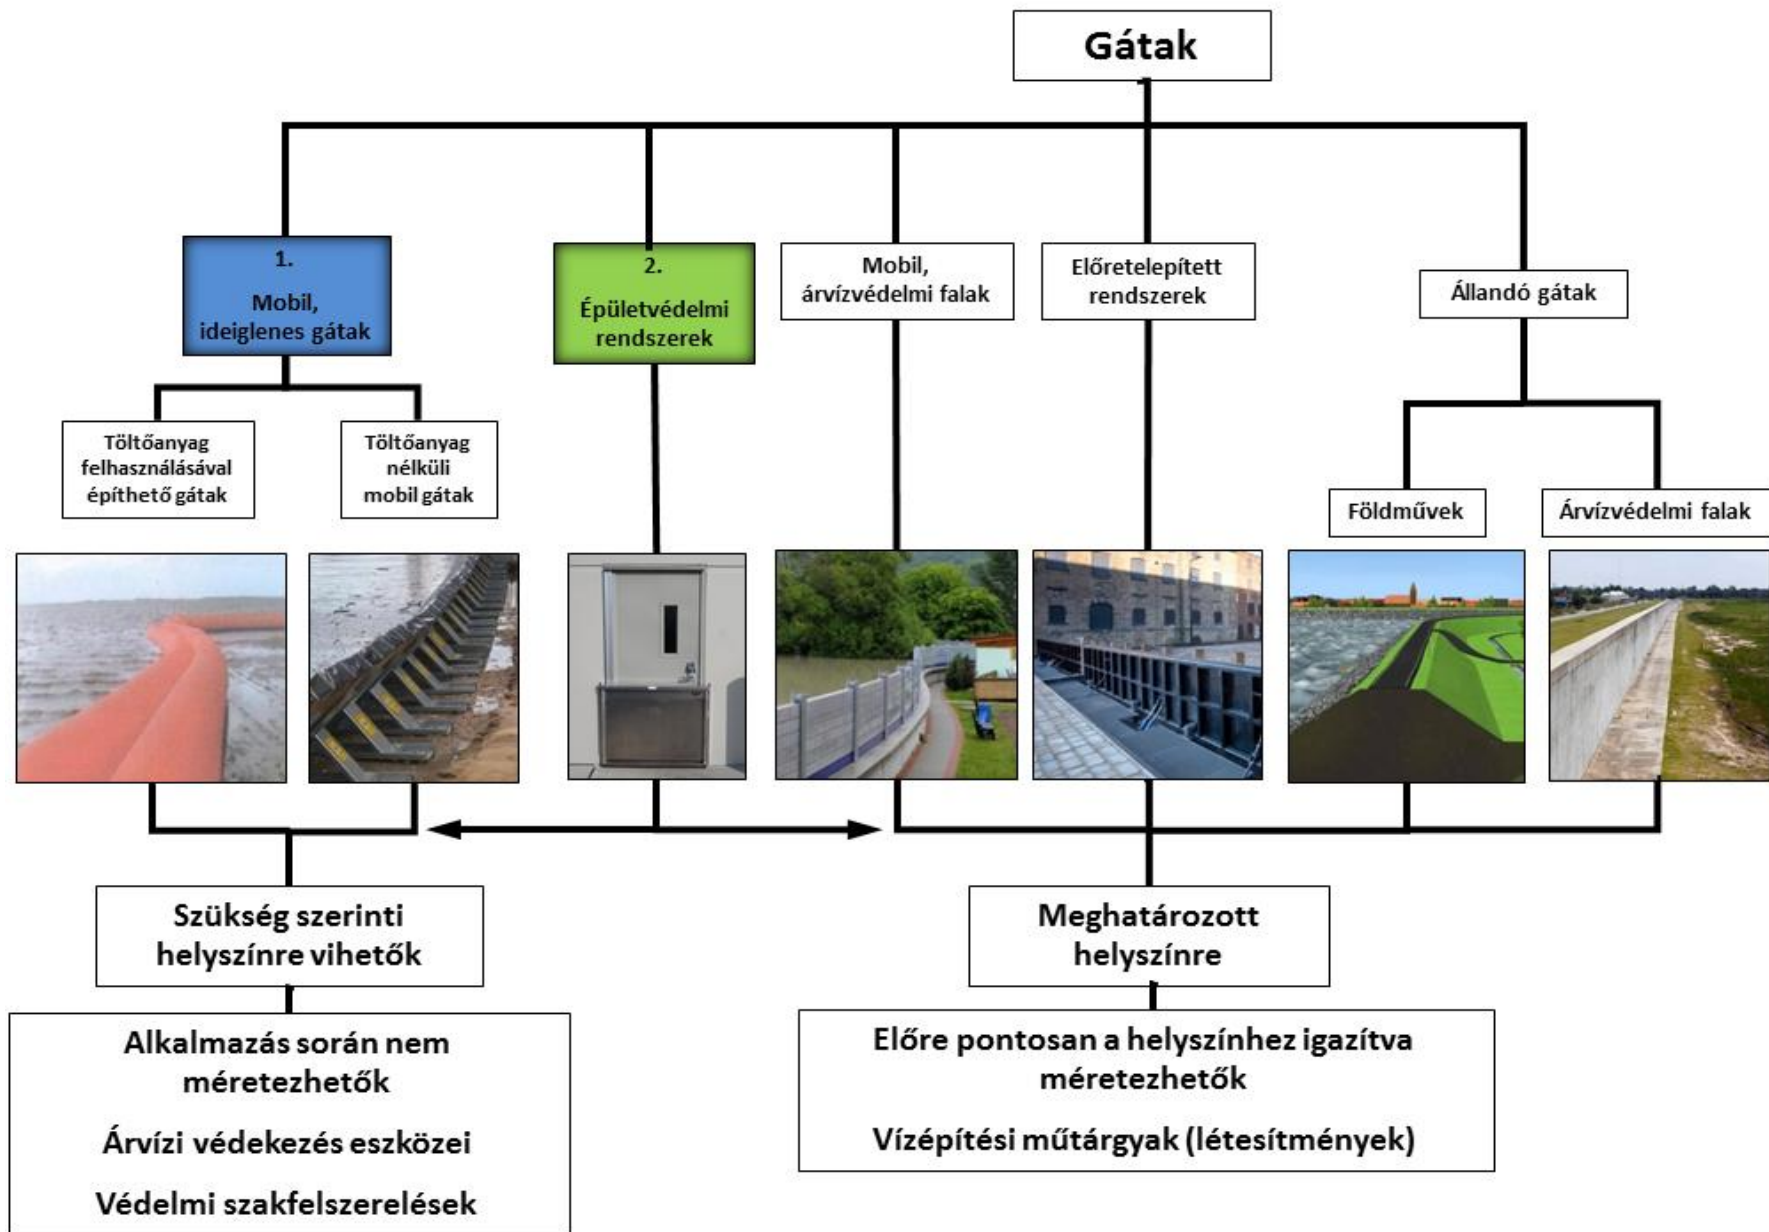 Gátak
1.
Mobil,
ideiglenes gátak
2.
Épületvédelmi
rendszerek
Mobil,
árvízvédelmi falak
Előretelepített
rendszerek
Állandó gátak
Töltőanyag
felhasználásával
építhető gátak
Töltőanyag
nélküli
mobil gátak
Földművek
Árvízvédelmi falak
Szükség szerinti
helyszínre vihetők
Meghatározott
helyszínre
Alkalmazás során nem
méretezhetők
Árvízi védekezés eszközei
Védelmi szakfelszerelések
Előre pontosan a helyszínhez igazítva
méretezhetők
Vízépítési műtárgyak (létesítmények)